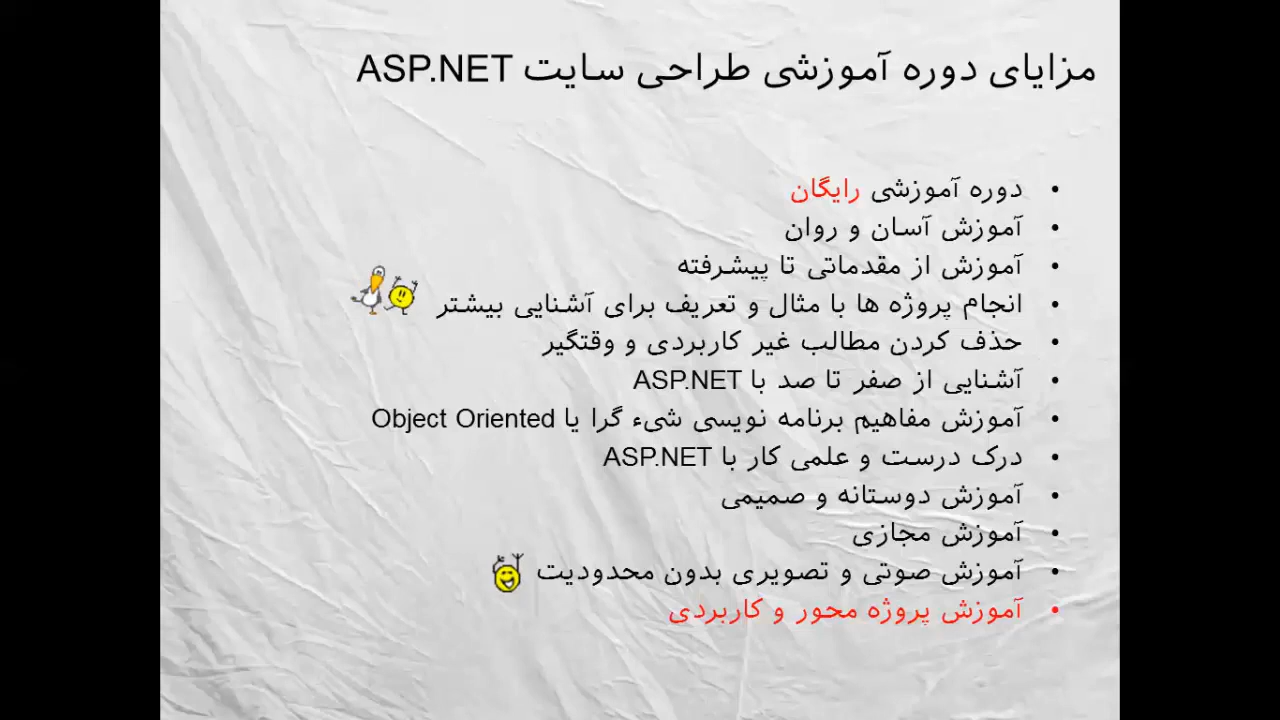 مزایای دوره آموزشی طراحی سایت ASP.NET
• دوره آموزشی رایگان
• آموزش آسان و روان
• آموزش از مقدماتی تا پیشرفته
• انجام پروژه ها با مثال و تعریف برای آشنایی بیشتر
• حذف کردن مطالب غیر کاربردی و وقتگیر
• آشنایی از صفر تا صد با ASP.NET
• آموزش مفاهیم برنامه نویسی شیء گرا یا Object Oriented
• درک درست و علمی کار با ASP.NET
• آموزش دوستانه و صمیمی
• آموزش مجازی
• آموزش صوتی و تصویری بدون محدودیت
• آموزش پروژه محور و کاربردی